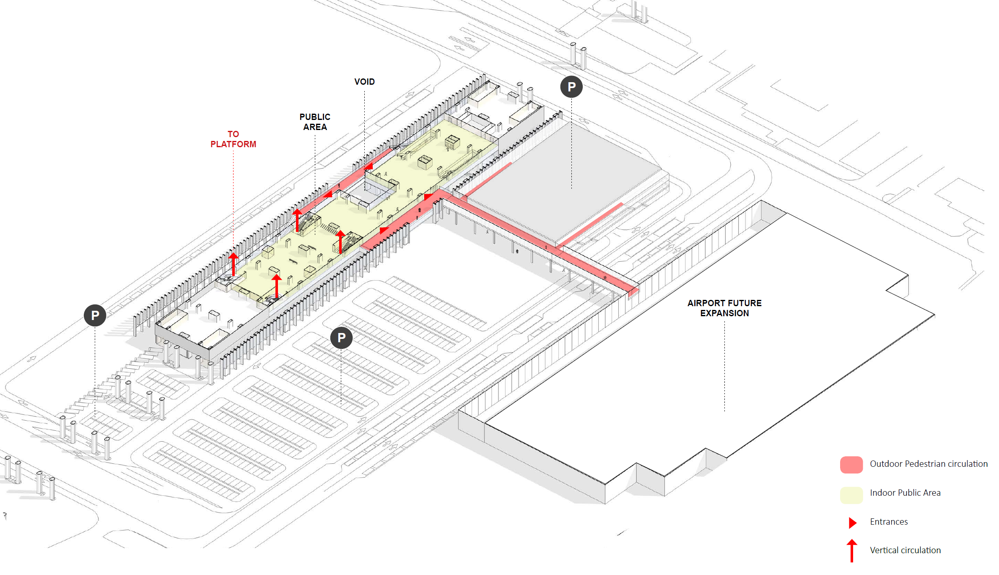 VOID
P
PUBLIC
AREA
TO
PLATFORM
P
P
AIRPORT FUTURE
EXPANSION
Outdoor Pedestrian circulation
Indoor Public Area
Entrances
Vertical circulation